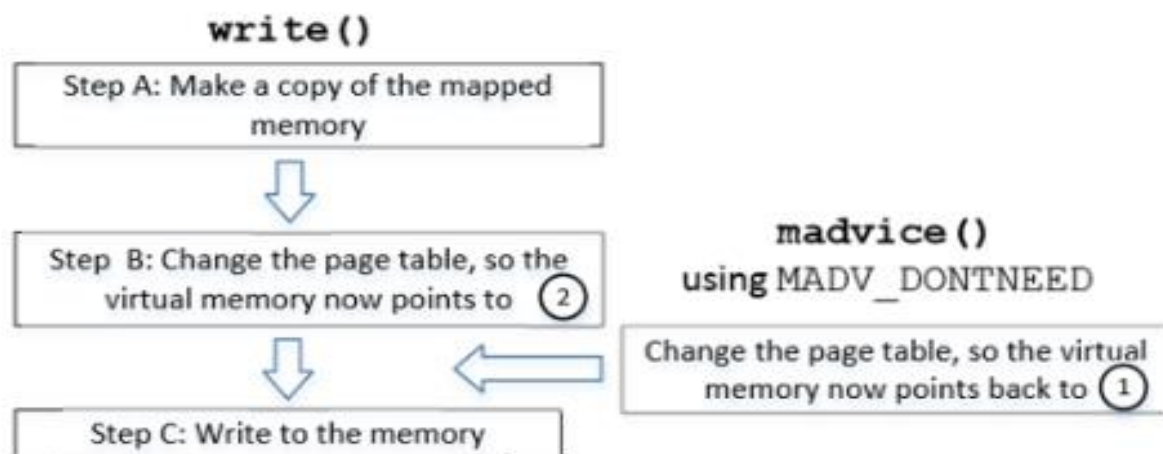 write()
Step A: Make a copy of the mapped
memory
Step B: Change the page table, so the
virtual memory now points to 2
madvice()
using MADV_DONTNEED
Change the page table, so the virtual
memory now points back to 1
Step C: Write to the memory